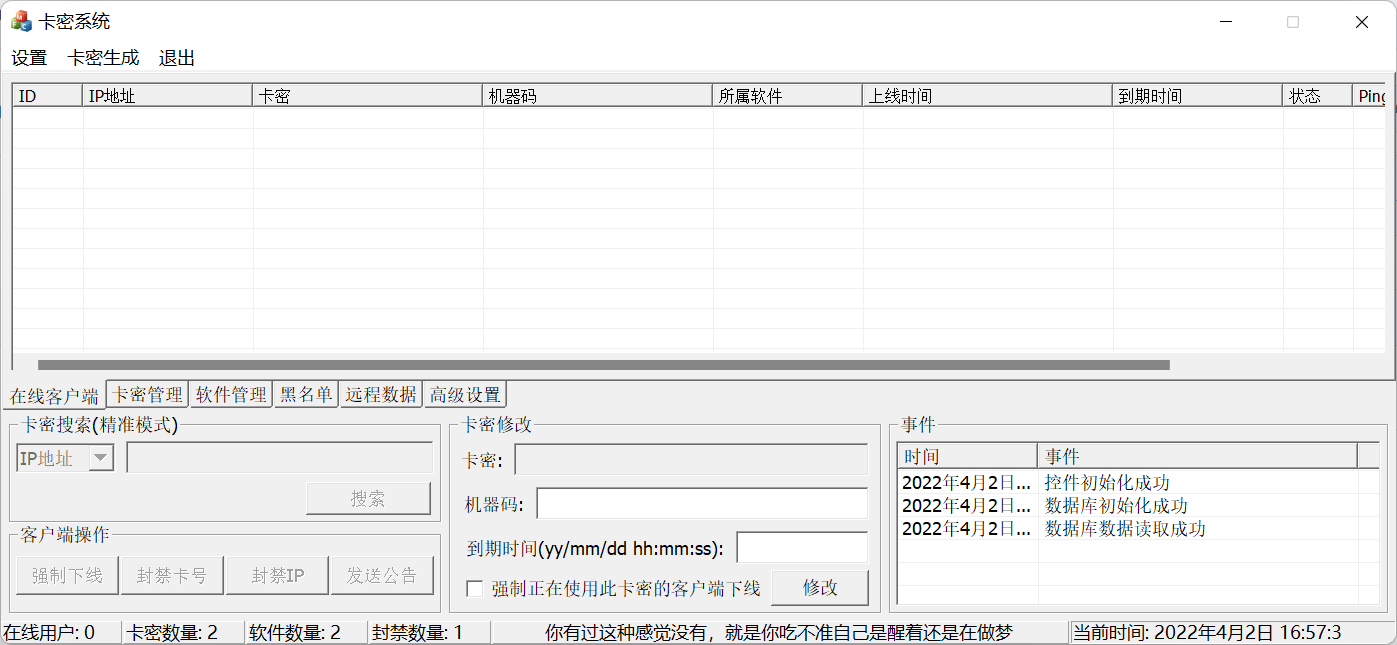 卡密系统
设置 卡密生成 退出
ID IP地址 卡密 机器码 所属软件 上线时间 到期时间 状态 Ping
在线客户端 卡密管理 软件管理 黑名单 远程数据 高级设置
卡密搜索(精准模式)
IP地址
搜索
客户端操作
强制下线 封禁卡号 封禁IP 发送公告
卡密修改
卡密:
机器码:
到期时间(yy/mm/dd hh:mm:ss):
强制正在使用此卡密的客户端下线 修改
事件
时间 事件
2022年4月2日... 控件初始化成功
2022年4月2日... 数据库初始化成功
2022年4月2日... 数据库数据读取成功
在线用户: 0 卡密数量: 2 软件数量: 2 封禁数量: 1 你有过这种感觉没有，就是你吃不准自己是醒着还是在做梦 当前时间: 2022年4月2日 16:57:3